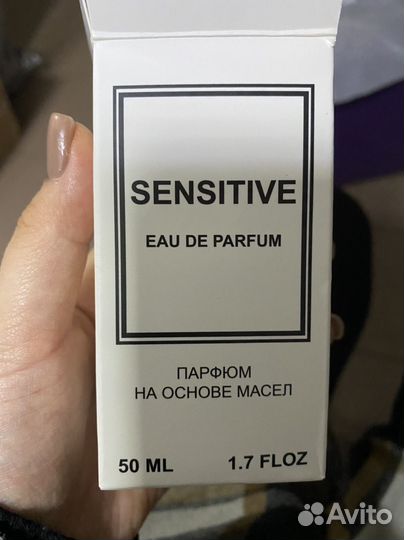 SENSITIVE
EAU DE PARFUM
ПАРФЮМ
НА ОСНОВЕ МАСЕЛ
50 ML 1.7 FLOZ
Avito